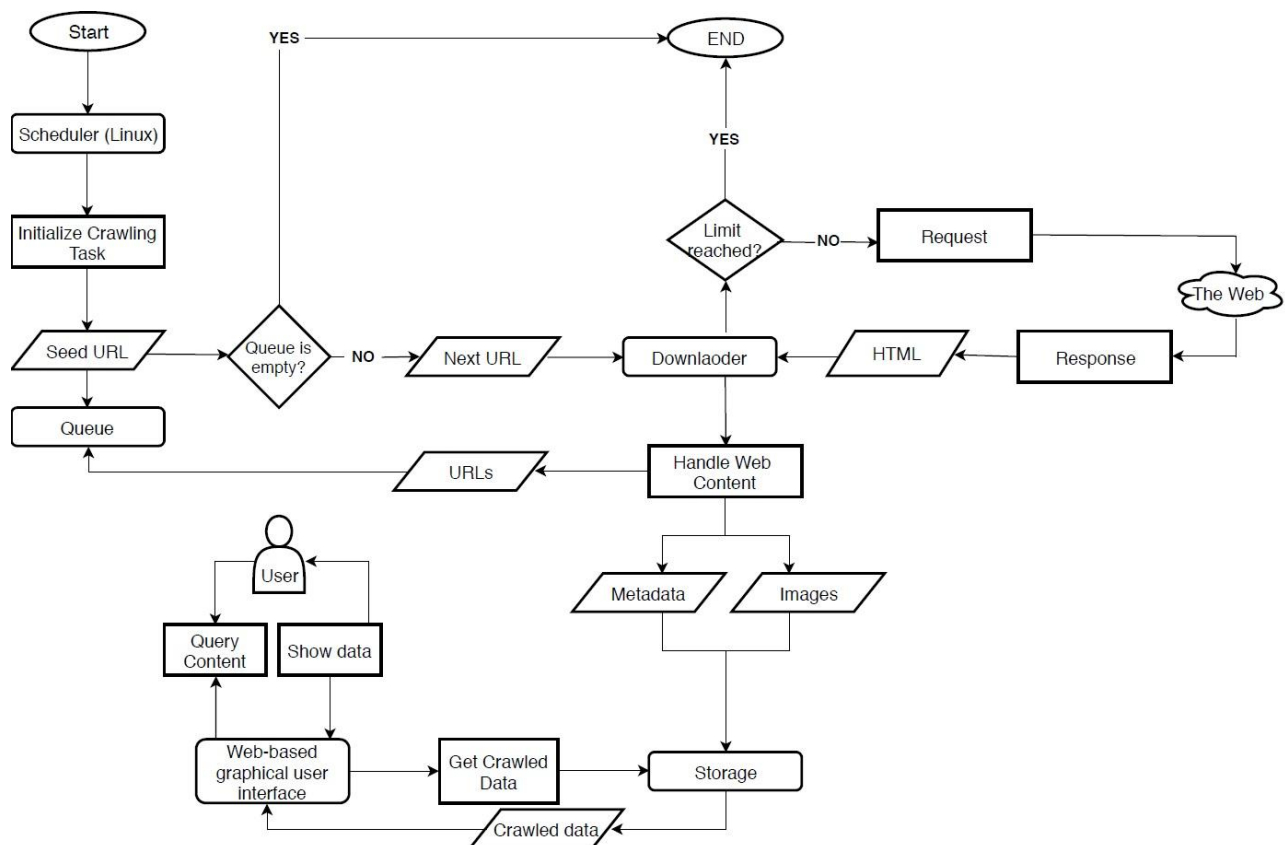 Start
YES
END
Scheduler (Linux)
YES
Initialize Crawling
Task
Limit
reached?
NO
Request
The Web
Seed URL
Queue is
empty?
NO
Next URL
Downlaoder
HTML
Response
Queue
URLs
Handle Web
Content
User
Metadata
Images
Query
Content
Show data
Web-based
graphical user
interface
Get Crawled
Data
Storage
Crawled data